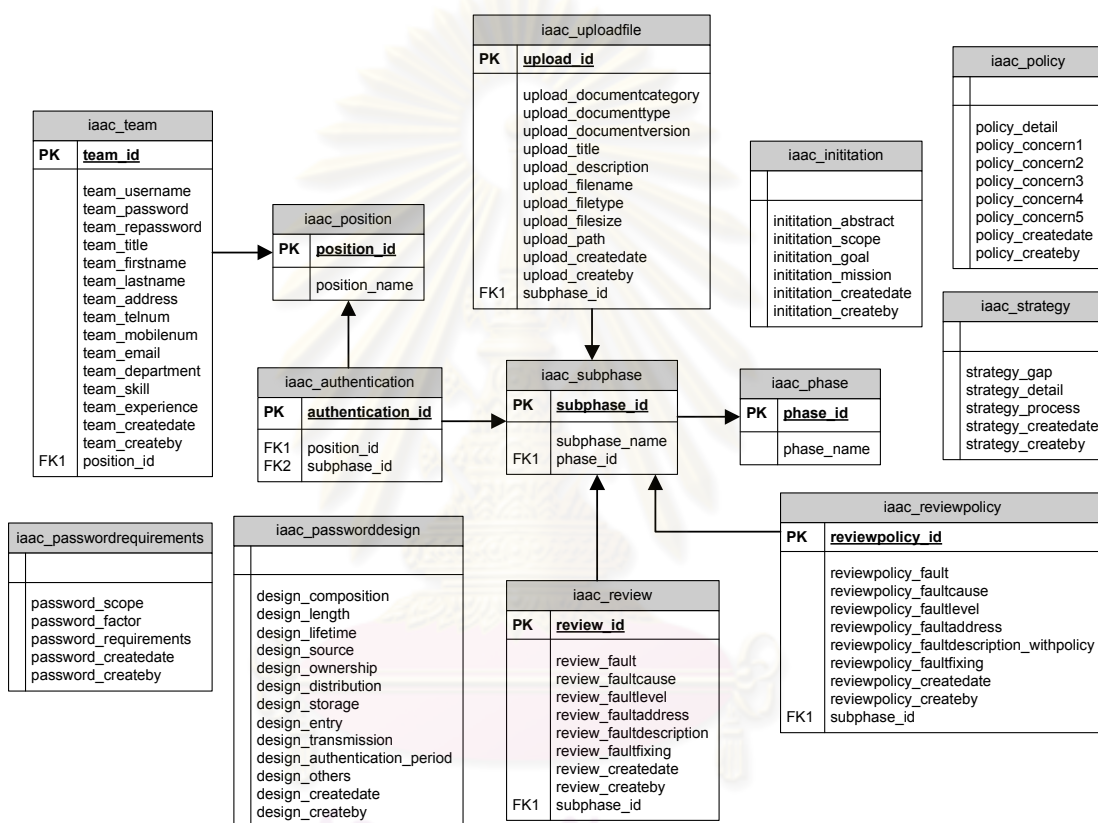 iaac_uploadfile
PK upload_id
upload_documentcategory
upload_documenttype
upload_documentversion
upload_title
upload_description
upload_filename
upload_filetype
upload_filesize
upload_path
upload_createdate
upload_createby
FK1 subphase_id
iaac_policy
policy_detail
policy_concern1
policy_concern2
policy_concern3
policy_concern4
policy_concern5
policy_createdate
policy_createby
iaac_team
PK team_id
team_username
team_password
team_repassword
team_title
team_firstname
team_lastname
team_address
team_telnum
team_mobilenum
team_email
team_department
team_skill
team_experience
team_createdate
team_createby
FK1 position_id
iaac_inititation
inititation_abstract
inititation_scope
inititation_goal
inititation_mission
inititation_createdate
inititation_createby
iaac_position
PK position_id
position_name
iaac_strategy
strategy_gap
strategy_detail
strategy_process
strategy_createdate
strategy_createby
iaac_authentication
PK authentication_id
FK1 position_id
FK2 subphase_id
iaac_subphase
PK subphase_id
subphase_name
FK1 phase_id
iaac_phase
PK phase_id
phase_name
iaac_passwordrequirements
password_scope
password_factor
password_requirements
password_createdate
password_createby
iaac_passworddesign
design_composition
design_length
design_lifetime
design_source
design_ownership
design_distribution
design_storage
design_entry
design_transmission
design_authentication_period
design_others
design_createdate
design_createby
iaac_review
PK review_id
review_fault
review_faultcause
review_faultlevel
review_faultaddress
review_faultdescription
review_faultfixing
review_createdate
review_createby
FK1 subphase_id
iaac_reviewpolicy
PK reviewpolicy_id
reviewpolicy_fault
reviewpolicy_faultcause
reviewpolicy_faultlevel
reviewpolicy_faultaddress
reviewpolicy_faultdescription_withpolicy
reviewpolicy_faultfixing
reviewpolicy_createdate
reviewpolicy_createby
FK1 subphase_id